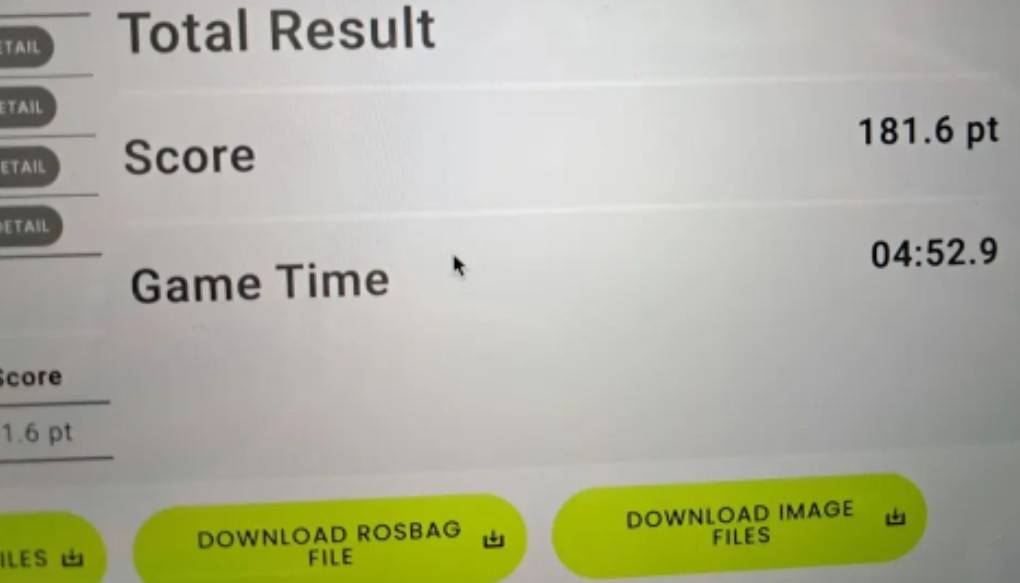 Total Result
ETAIL
ETAIL
Score
181.6 pt
ETAIL
DETAIL
Game Time
04:52.9
Score
1.6 pt
DOWNLOAD ROSBAG
FILE
DOWNLOAD IMAGE
FILES
ILES